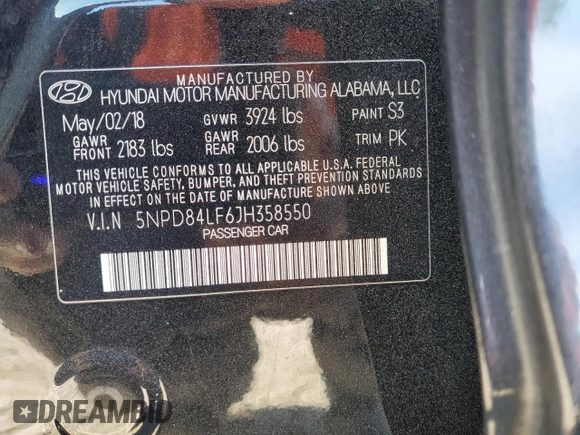 MANUFACTURED BY
HYUNDAI MOTOR MANUFACTURING ALABAMA, LLC
May/02/18 GVWR 3924 lbs PAINT S3
GAWR FRONT 2183 lbs GAWR REAR 2006 lbs TRIM PK
THIS VEHICLE CONFORMS TO ALL APPLICABLE U.S.A. FEDERAL
MOTOR VEHICLE SAFETY, BUMPER, AND THEFT PREVENTION STANDARDS
IN EFFECT ON THE DATE OF MANUFACTURE SHOWN ABOVE.
V.I.N 5NPD84LF6JH358550
PASSENGER CAR
DREAMBID